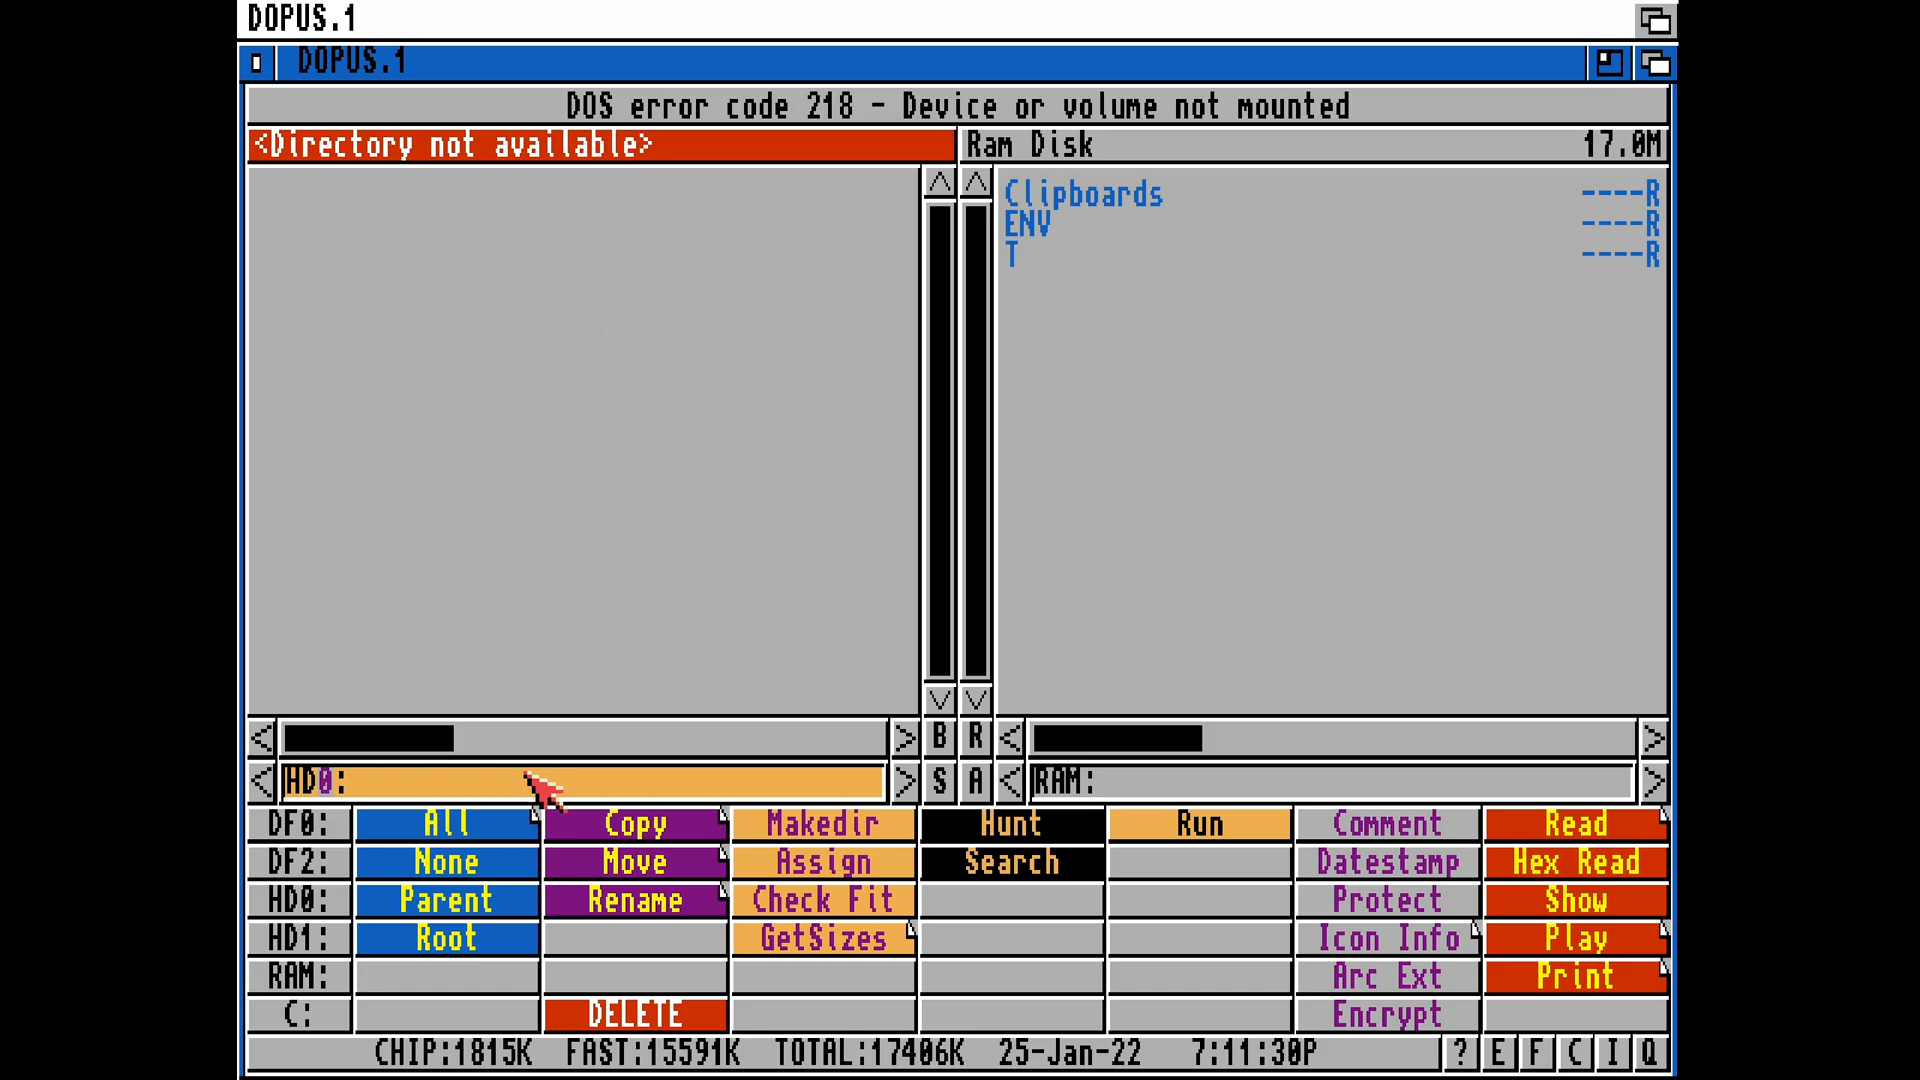 DOPUS.1
DOPUS.1
DOS error code 218 - Device or volume not mounted
<Directory not available> Ram Disk 17.0M
Clipboards ----R
ENV ----R
T ----R
< > B R < >
< HD0: > S A < RAM: >
DF0: All Copy Makedir Hunt Run Comment Read
DF2: None Move Assign Search Datestamp Hex Read
HD0: Parent Rename Check Fit Protect Show
HD1: Root GetSizes Icon Info Play
RAM: Arc Ext Print
C: DELETE Encrypt
CHIP:1815K FAST:15591K TOTAL:17406K 25-Jan-22 7:11:30P ? E F C I Q